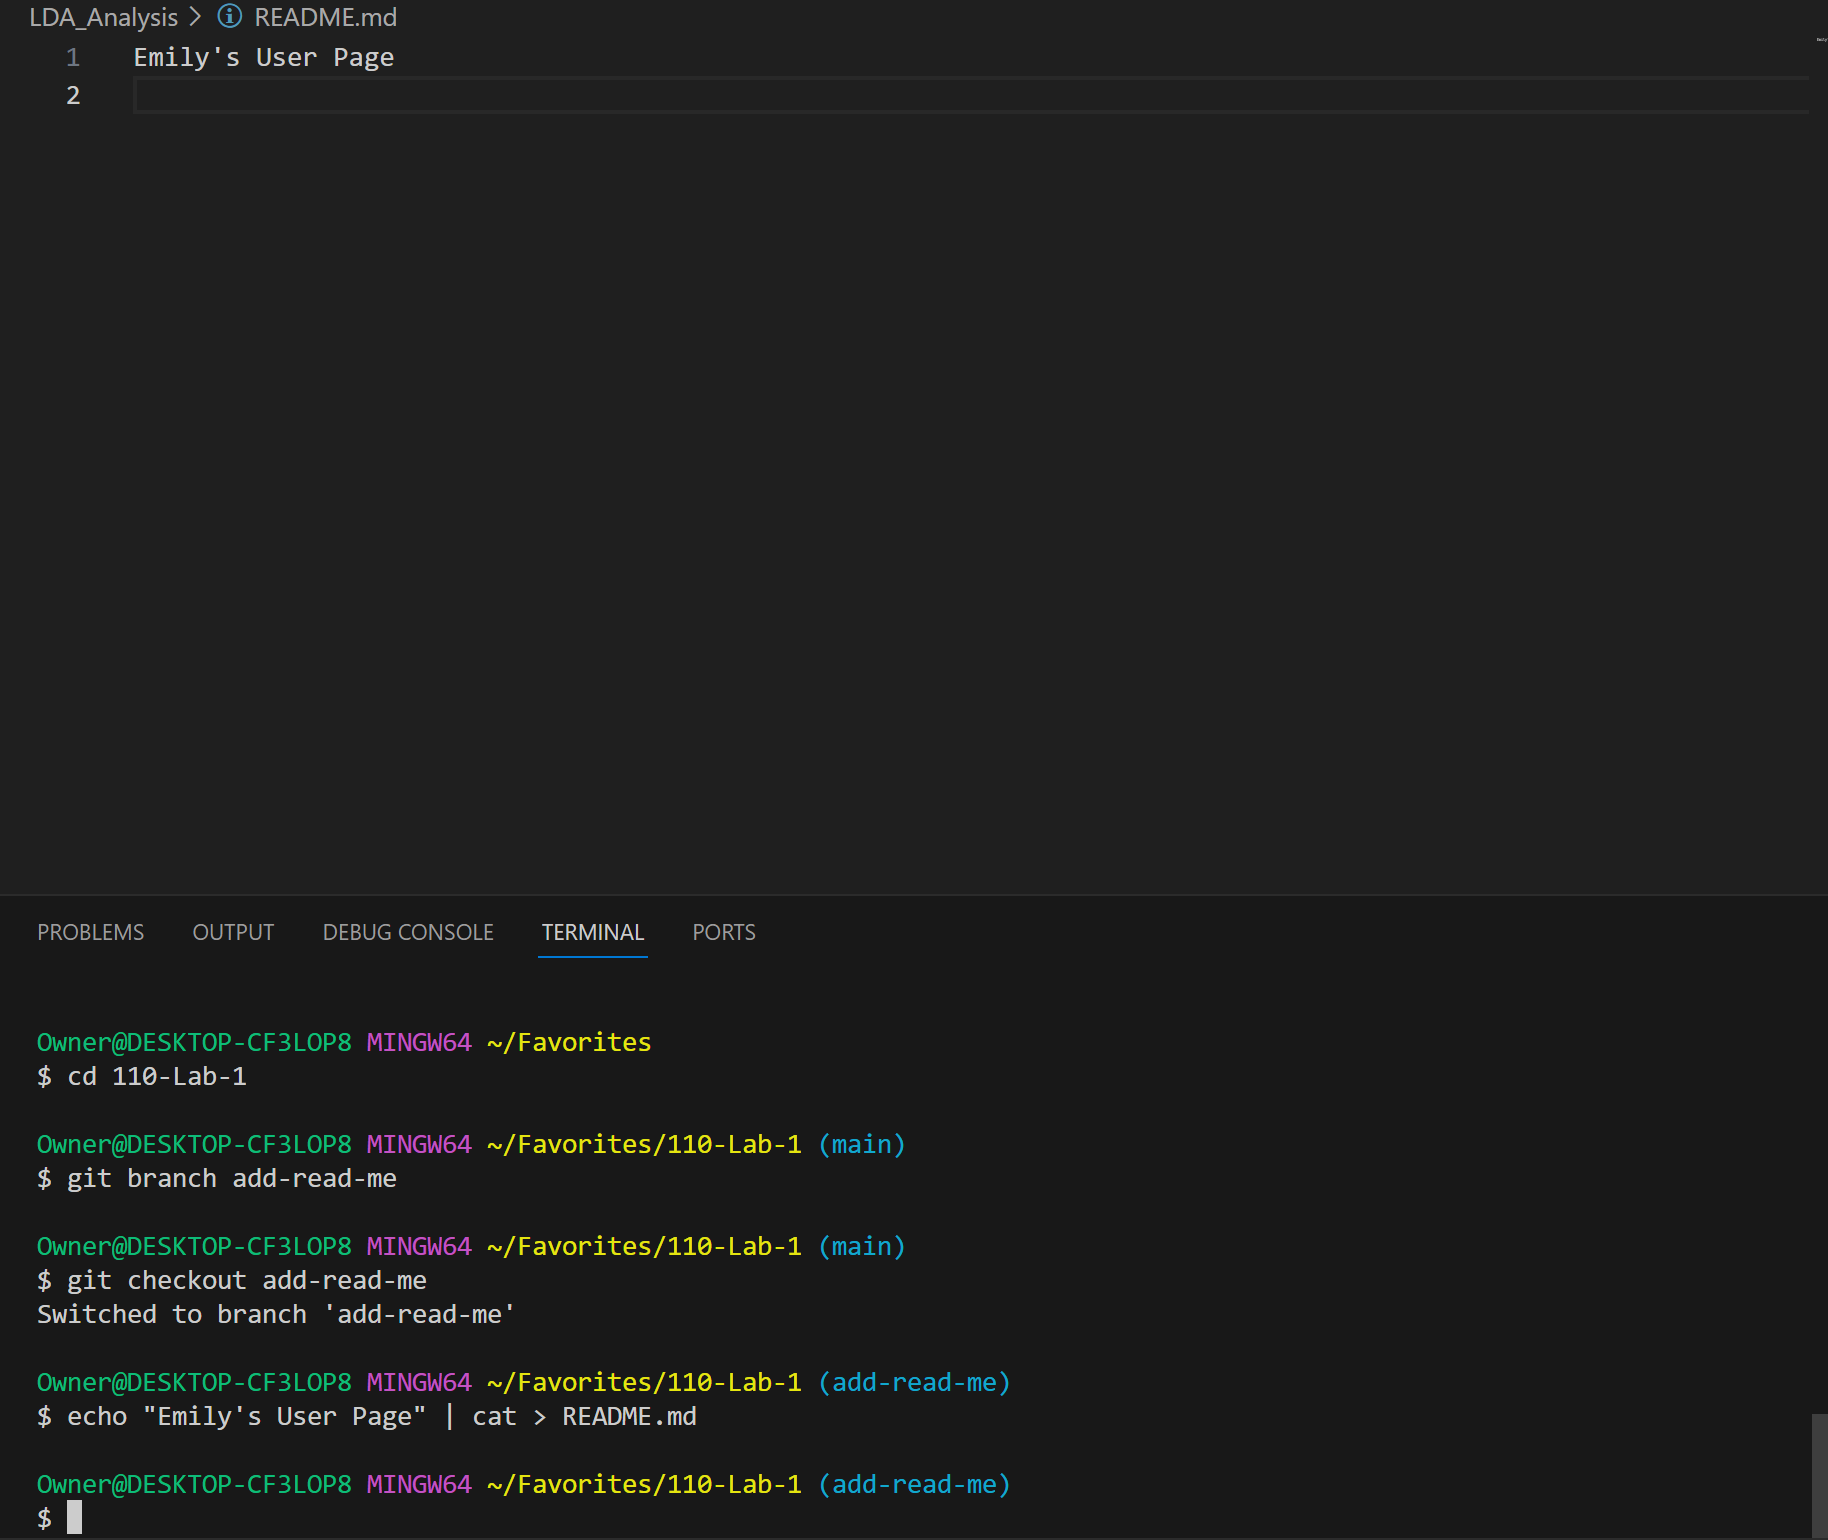 LDA_Analysis > README.md
1 Emily's User Page
2
PROBLEMS OUTPUT DEBUG CONSOLE TERMINAL PORTS
Owner@DESKTOP-CF3LOP8 MINGW64 ~/Favorites
$ cd 110-Lab-1
Owner@DESKTOP-CF3LOP8 MINGW64 ~/Favorites/110-Lab-1 (main)
$ git branch add-read-me
Owner@DESKTOP-CF3LOP8 MINGW64 ~/Favorites/110-Lab-1 (main)
$ git checkout add-read-me
Switched to branch 'add-read-me'
Owner@DESKTOP-CF3LOP8 MINGW64 ~/Favorites/110-Lab-1 (add-read-me)
$ echo "Emily's User Page" | cat > README.md
Owner@DESKTOP-CF3LOP8 MINGW64 ~/Favorites/110-Lab-1 (add-read-me)
$